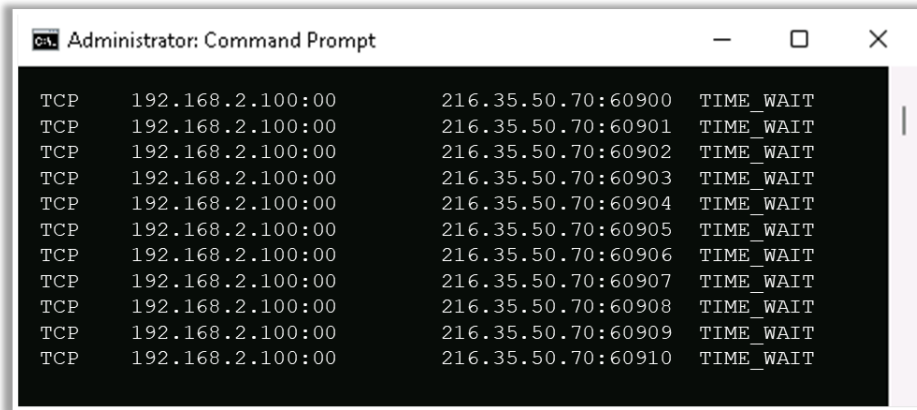 Administrator: Command Prompt
TCP 192.168.2.100:00 216.35.50.70:60900 TIME_WAIT
TCP 192.168.2.100:00 216.35.50.70:60901 TIME_WAIT
TCP 192.168.2.100:00 216.35.50.70:60902 TIME_WAIT
TCP 192.168.2.100:00 216.35.50.70:60903 TIME_WAIT
TCP 192.168.2.100:00 216.35.50.70:60904 TIME_WAIT
TCP 192.168.2.100:00 216.35.50.70:60905 TIME_WAIT
TCP 192.168.2.100:00 216.35.50.70:60906 TIME_WAIT
TCP 192.168.2.100:00 216.35.50.70:60907 TIME_WAIT
TCP 192.168.2.100:00 216.35.50.70:60908 TIME_WAIT
TCP 192.168.2.100:00 216.35.50.70:60909 TIME_WAIT
TCP 192.168.2.100:00 216.35.50.70:60910 TIME_WAIT